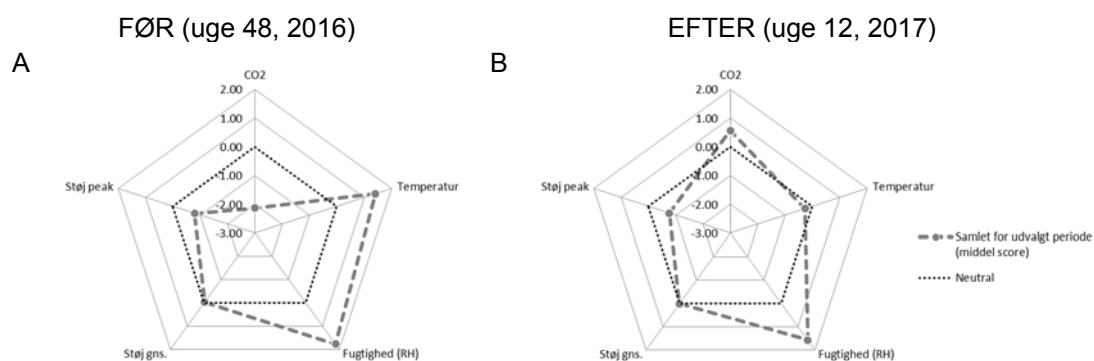 FØR (uge 48, 2016)
EFTER (uge 12, 2017)
A
CO2
2.00
1.00
0.00
-1.00
-2.00
-3.00
Støj peak
Temperatur
Støj gns.
Fugtighed (RH)
B
CO2
2.00
1.00
0.00
-1.00
-2.00
-3.00
Støj peak
Temperatur
Støj gns.
Fugtighed (RH)
Samlet for udvalgt periode
(middel score)
Neutral